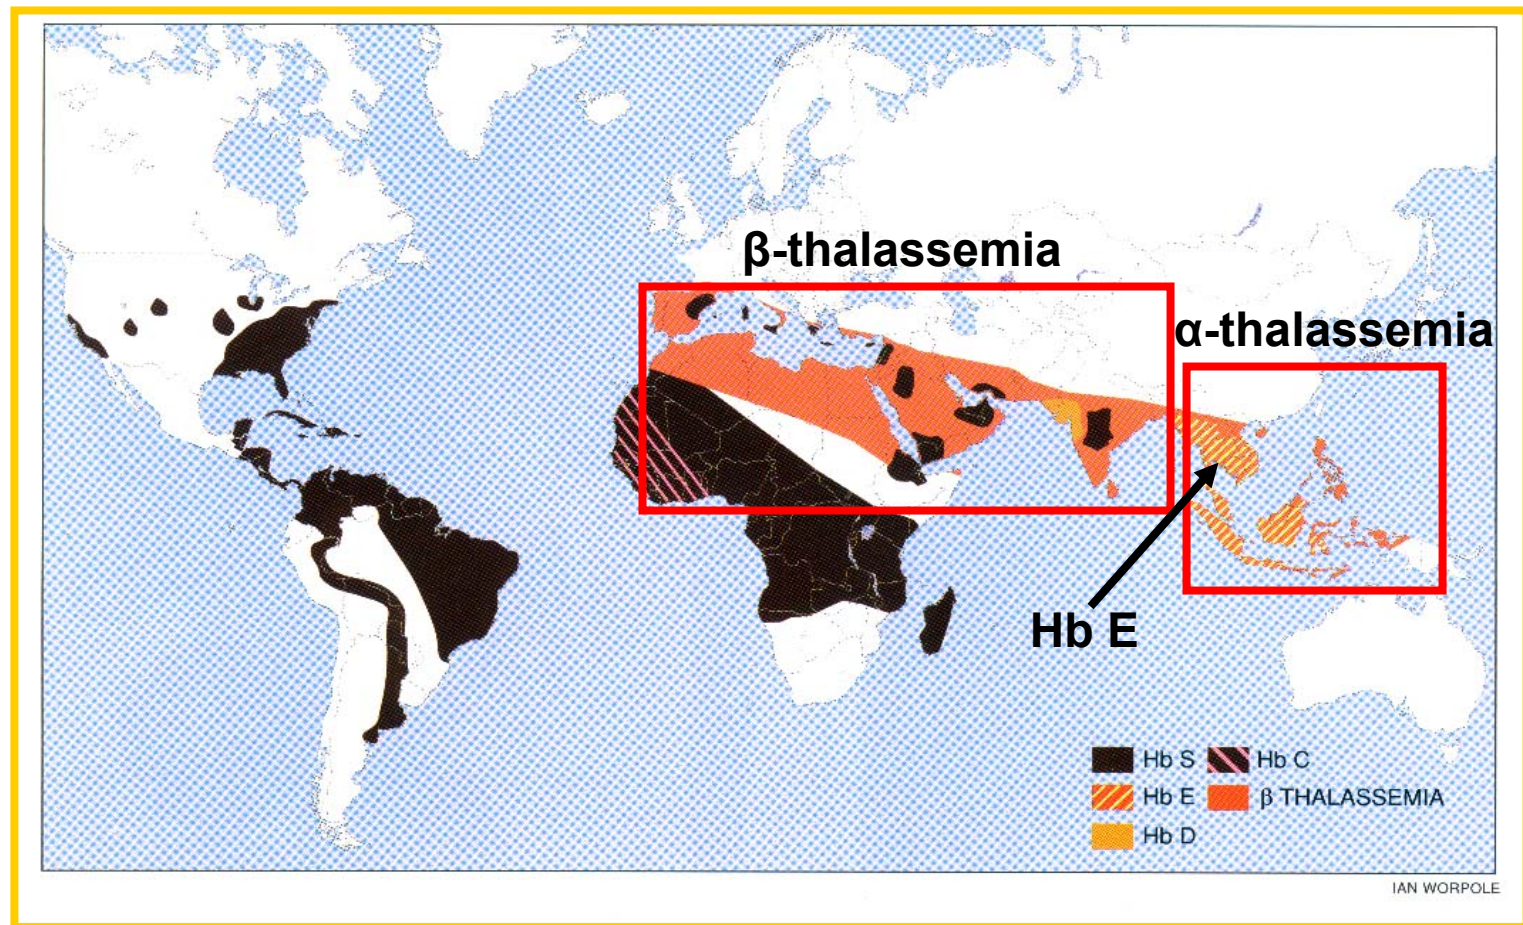 β-thalassemia
α-thalassemia
Hb E
Hb S
Hb C
Hb E
β THALASSEMIA
Hb D
IAN WORPOLE